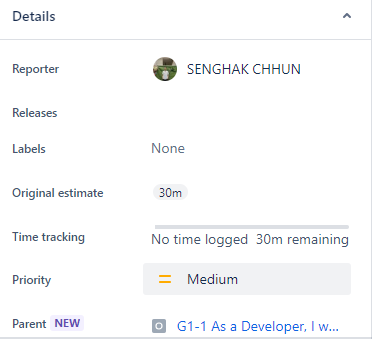 Details
Reporter SENGHAK CHHUN
Releases
Labels None
Original estimate 30m
Time tracking No time logged 30m remaining
Priority Medium
Parent NEW G1-1 As a Developer, I w...